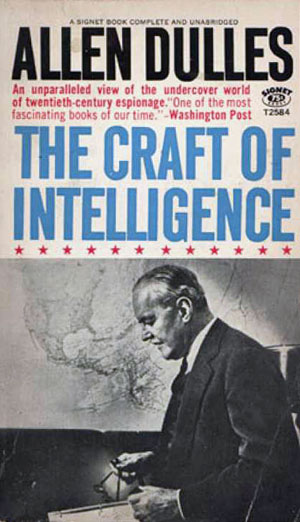 A SIGNET BOOK COMPLETE AND UNABRIDGED
ALLEN DULLES
An unparalleled view of the undercover world
of twentieth-century espionage."One of the most
fascinating books of our time."-Washington Post
SIGNET
T2584
THE CRAFT OF
INTELLIGENCE